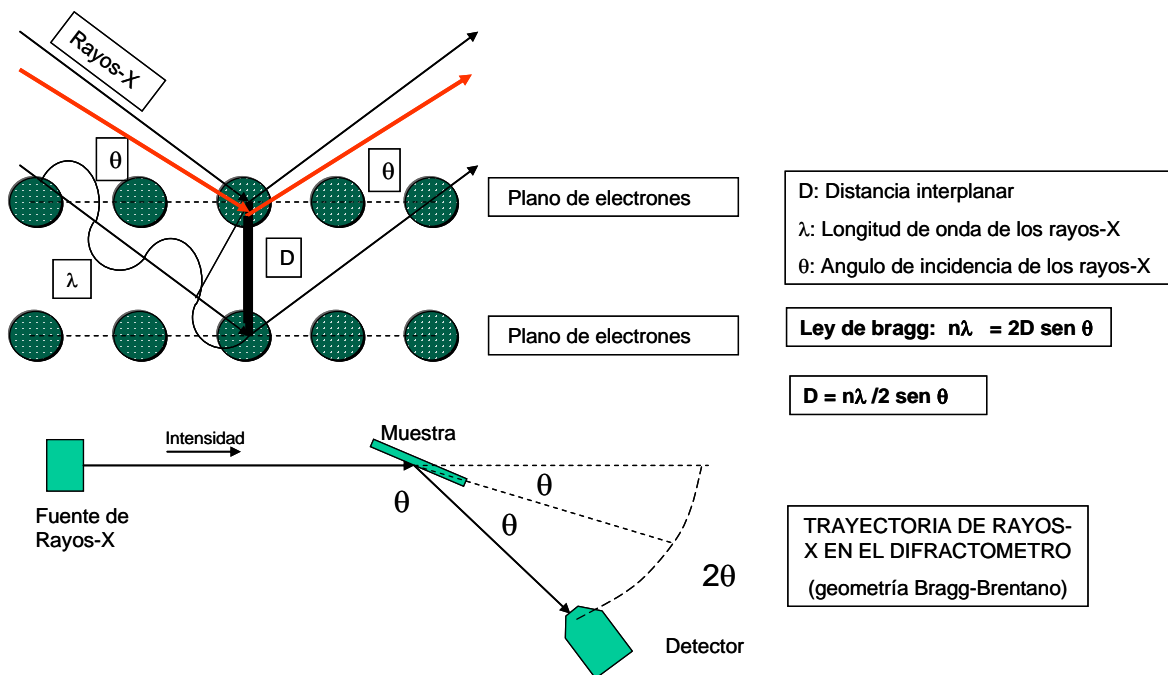 Rayos-X
θ
θ
Plano de electrones
D
λ
Plano de electrones
D: Distancia interplanar
λ: Longitud de onda de los rayos-X
θ: Angulo de incidencia de los rayos-X
Ley de bragg: nλ = 2D sen θ
D = nλ /2 sen θ
Intensidad
Muestra
θ
θ
θ
2θ
Fuente de
Rayos-X
Detector
TRAYECTORIA DE RAYOS-
X EN EL DIFRACTOMETRO
(geometría Bragg-Brentano)